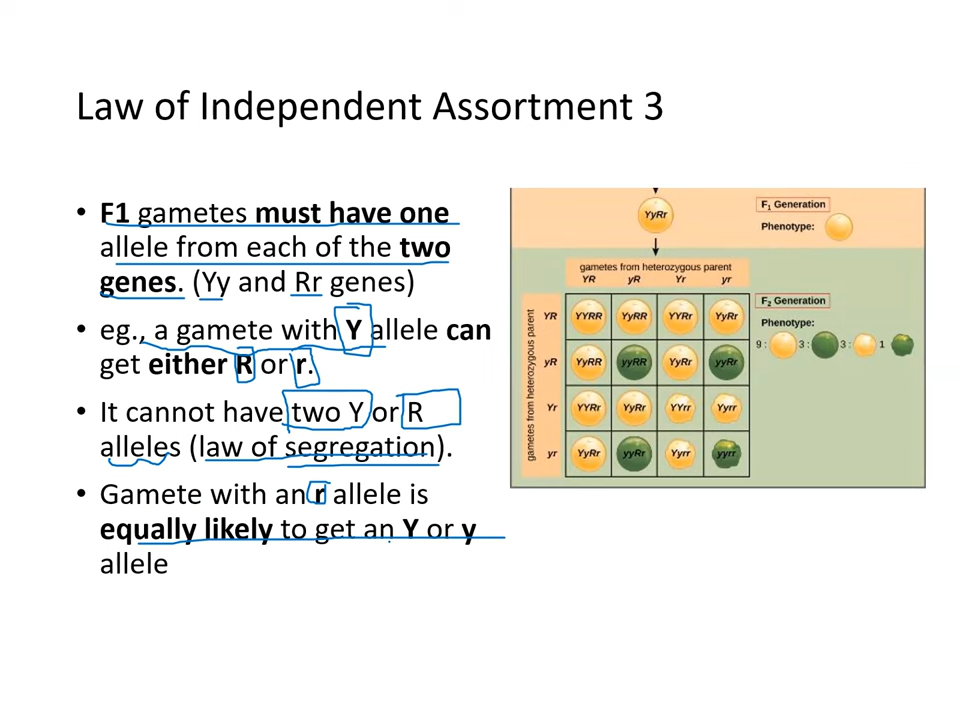 Law of Independent Assortment 3
• F1 gametes must have one
allele from each of the two
genes. (Yy and Rr genes)
• eg., a gamete with Y allele can
get either R or r.
• It cannot have two Y or R
alleles (law of segregation).
• Gamete with an r allele is
equally likely to get an Y or y
allele
YyRr
F1 Generation
Phenotype:
gametes from heterozygous parent
YR yR Yr yr
gametes from heterozygous parent
YR YYRR YyRR YYRr YyRr
yR YyRR yyRR YyRr yyRr
Yr YYRr YyRr YYrr Yyrr
yr YyRr yyRr Yyrr yyrr
F2 Generation
Phenotype:
9 : 3 : 3 : 1